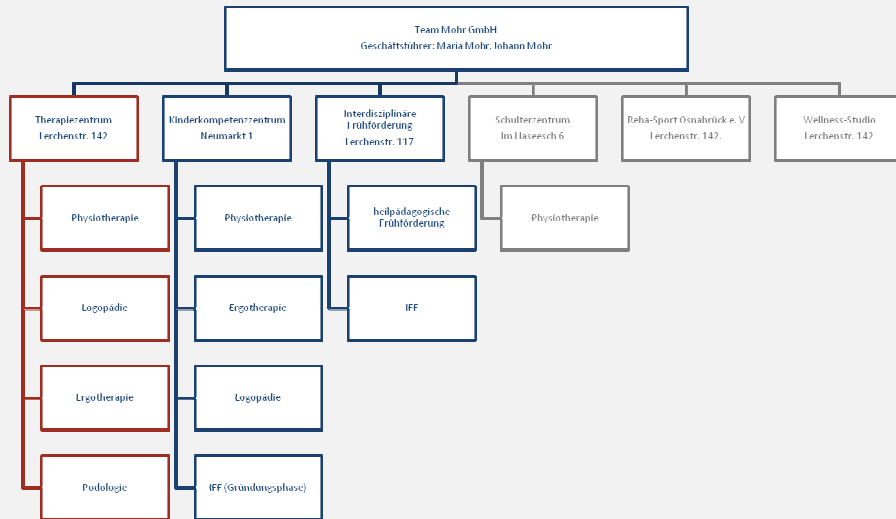 Team Mohr GmbH
Geschäftsführer: Maria Mohr, Johann Mohr
Therapiezentrum
Lerchenstr. 142
Kinderkompetenzzentrum
Neumarkt 1
Interdisziplinäre
Frühförderung
Lerchenstr. 117
Schulterzentrum
Im Haseesch 6
Reha-Sport Osnabrück e. V
Lerchenstr. 142.
Wellness-Studio
Lerchenstr. 142
Physiotherapie
Physiotherapie
heilpädagogische
Frühförderung
Physiotherapie
Logopädie
Ergotherapie
IFF
Ergotherapie
Logopädie
Podologie
IFF (Gründungsphase)